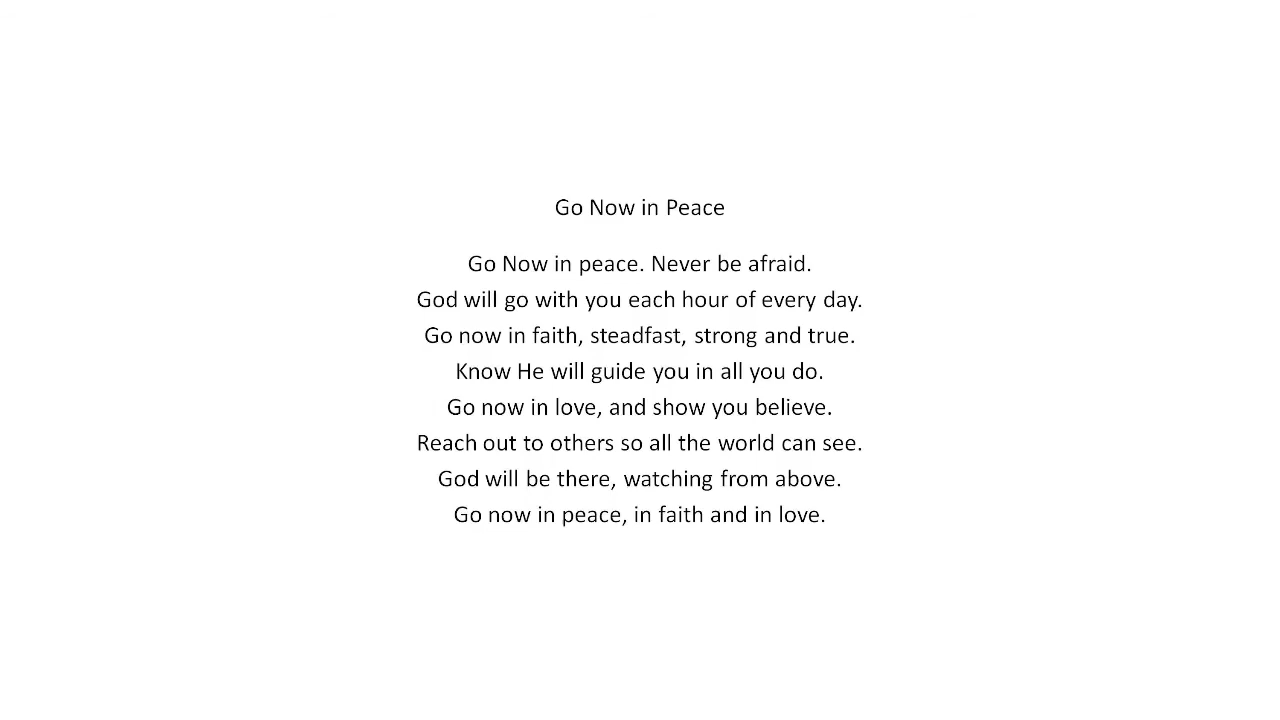 Go Now in Peace
Go Now in peace. Never be afraid.
God will go with you each hour of every day.
Go now in faith, steadfast, strong and true.
Know He will guide you in all you do.
Go now in love, and show you believe.
Reach out to others so all the world can see.
God will be there, watching from above.
Go now in peace, in faith and in love.